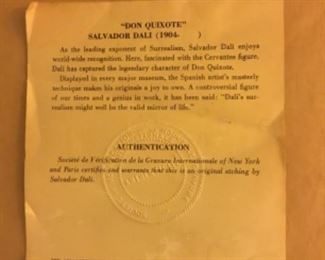 "DON QUIXOTE"
SALVADOR DALI (1904- )
As the leading exponent of Surrealism, Salvador Dali enjoys
world-wide recognition. Here, fascinated with the Cervantes figure,
Dali has captured the legendary character of Don Quixote.
Displayed in every major museum, the Spanish artist's masterly
technique makes his originals a joy to own. A controversial figure
of our times and a genius in work, it has been said: "Dali's sur-
realism might well be the valid mirror of life."
AUTHENTICATION
Société de Vérification de la Gravure Internationale of New York
and Paris certifies and warrants that this is an original etching by
Salvador Dali.